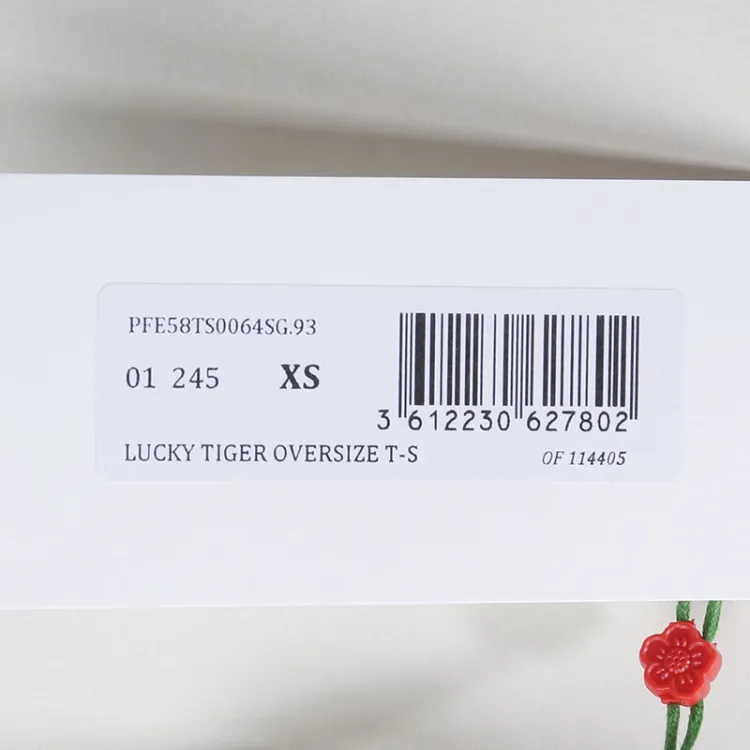 PFE58TS0064SG.93
01 245 XS
3 612230 627802
LUCKY TIGER OVERSIZE T-S
OF 114405